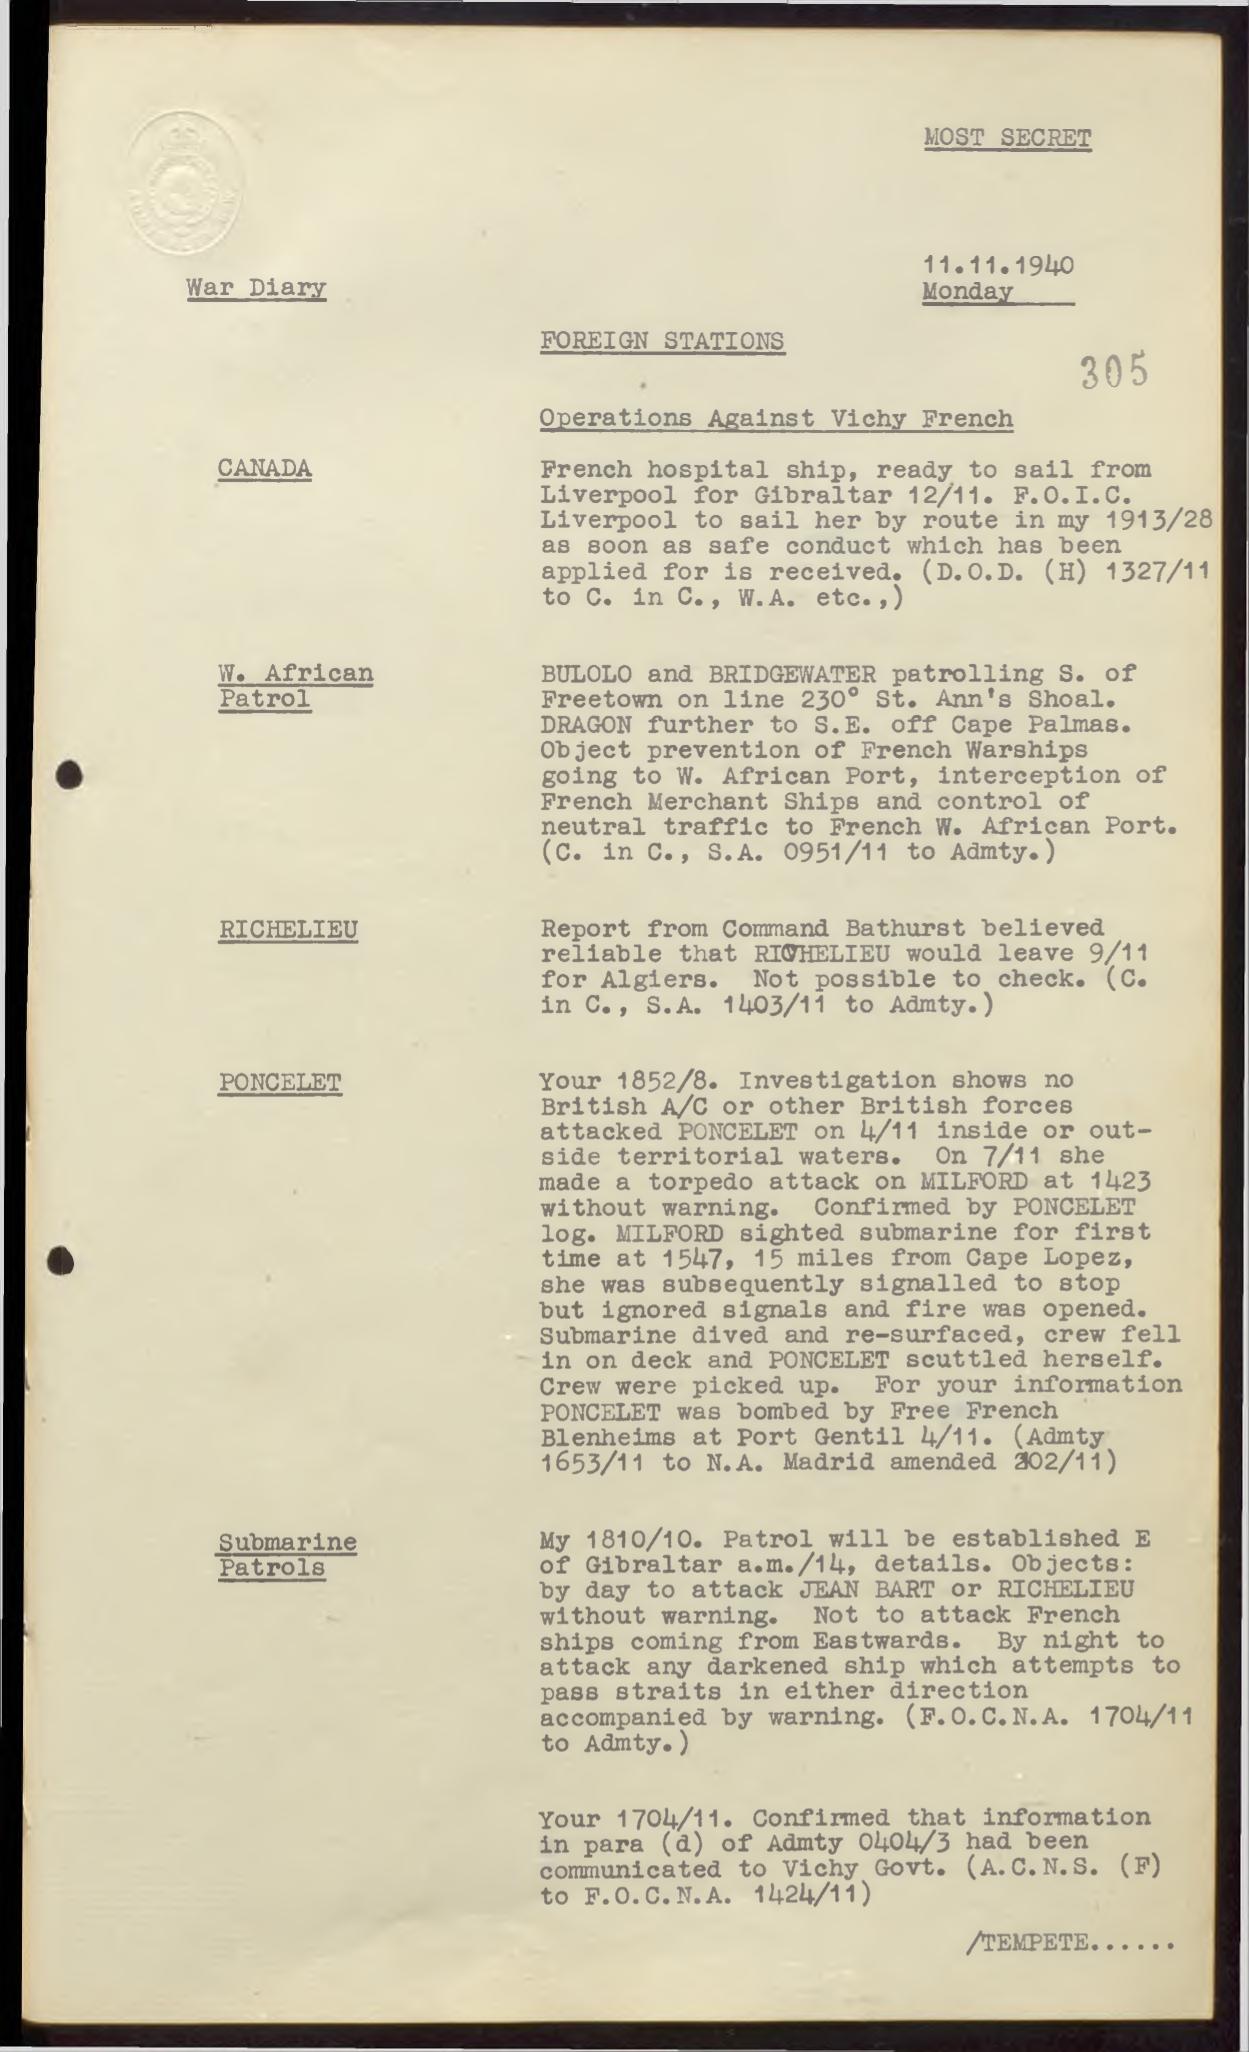 MOST SECRET
11.11.1940
Monday
War Diary
FOREIGN STATIONS
305
Operations Against Vichy French
CANADA
French hospital ship, ready to sail from
Liverpool for Gibraltar 12/11. F.O.I.C.
Liverpool to sail her by route in my 1913/28
as soon as safe conduct which has been
applied for is received. (D.O.D. (H) 1327/11
to C. in C., W.A. etc.,)
W. African
Patrol
BULOLO and BRIDGEWATER patrolling S. of
Freetown on line 230° St. Ann's Shoal.
DRAGON further to S.E. off Cape Palmas.
Object prevention of French Warships
going to W. African Port, interception of
French Merchant Ships and control of
neutral traffic to French W. African Port.
(C. in C., S.A. 0951/11 to Admty.)
RICHELIEU
Report from Command Bathurst believed
reliable that RICHELIEU would leave 9/11
for Algiers. Not possible to check. (C.
in C., S.A. 1403/11 to Admty.)
PONCELET
Your 1852/8. Investigation shows no
British A/C or other British forces
attacked PONCELET on 4/11 inside or out-
side territorial waters. On 7/11 she
made a torpedo attack on MILFORD at 1423
without warning. Confirmed by PONCELET
log. MILFORD sighted submarine for first
time at 1547, 15 miles from Cape Lopez,
she was subsequently signalled to stop
but ignored signals and fire was opened.
Submarine dived and re-surfaced, crew fell
in on deck and PONCELET scuttled herself.
Crew were picked up. For your information
PONCELET was bombed by Free French
Blenheims at Port Gentil 4/11. (Admty
1653/11 to N.A. Madrid amended 202/11)
Submarine
Patrols
My 1810/10. Patrol will be established E
of Gibraltar a.m./14, details. Objects:
by day to attack JEAN BART or RICHELIEU
without warning. Not to attack French
ships coming from Eastwards. By night to
attack any darkened ship which attempts to
pass straits in either direction
accompanied by warning. (F.O.C.N.A. 1704/11
to Admty.)
Your 1704/11. Confirmed that information
in para (d) of Admty 0404/3 had been
communicated to Vichy Govt. (A.C.N.S. (F)
to F.O.C.N.A. 1424/11)
/TEMPETE......